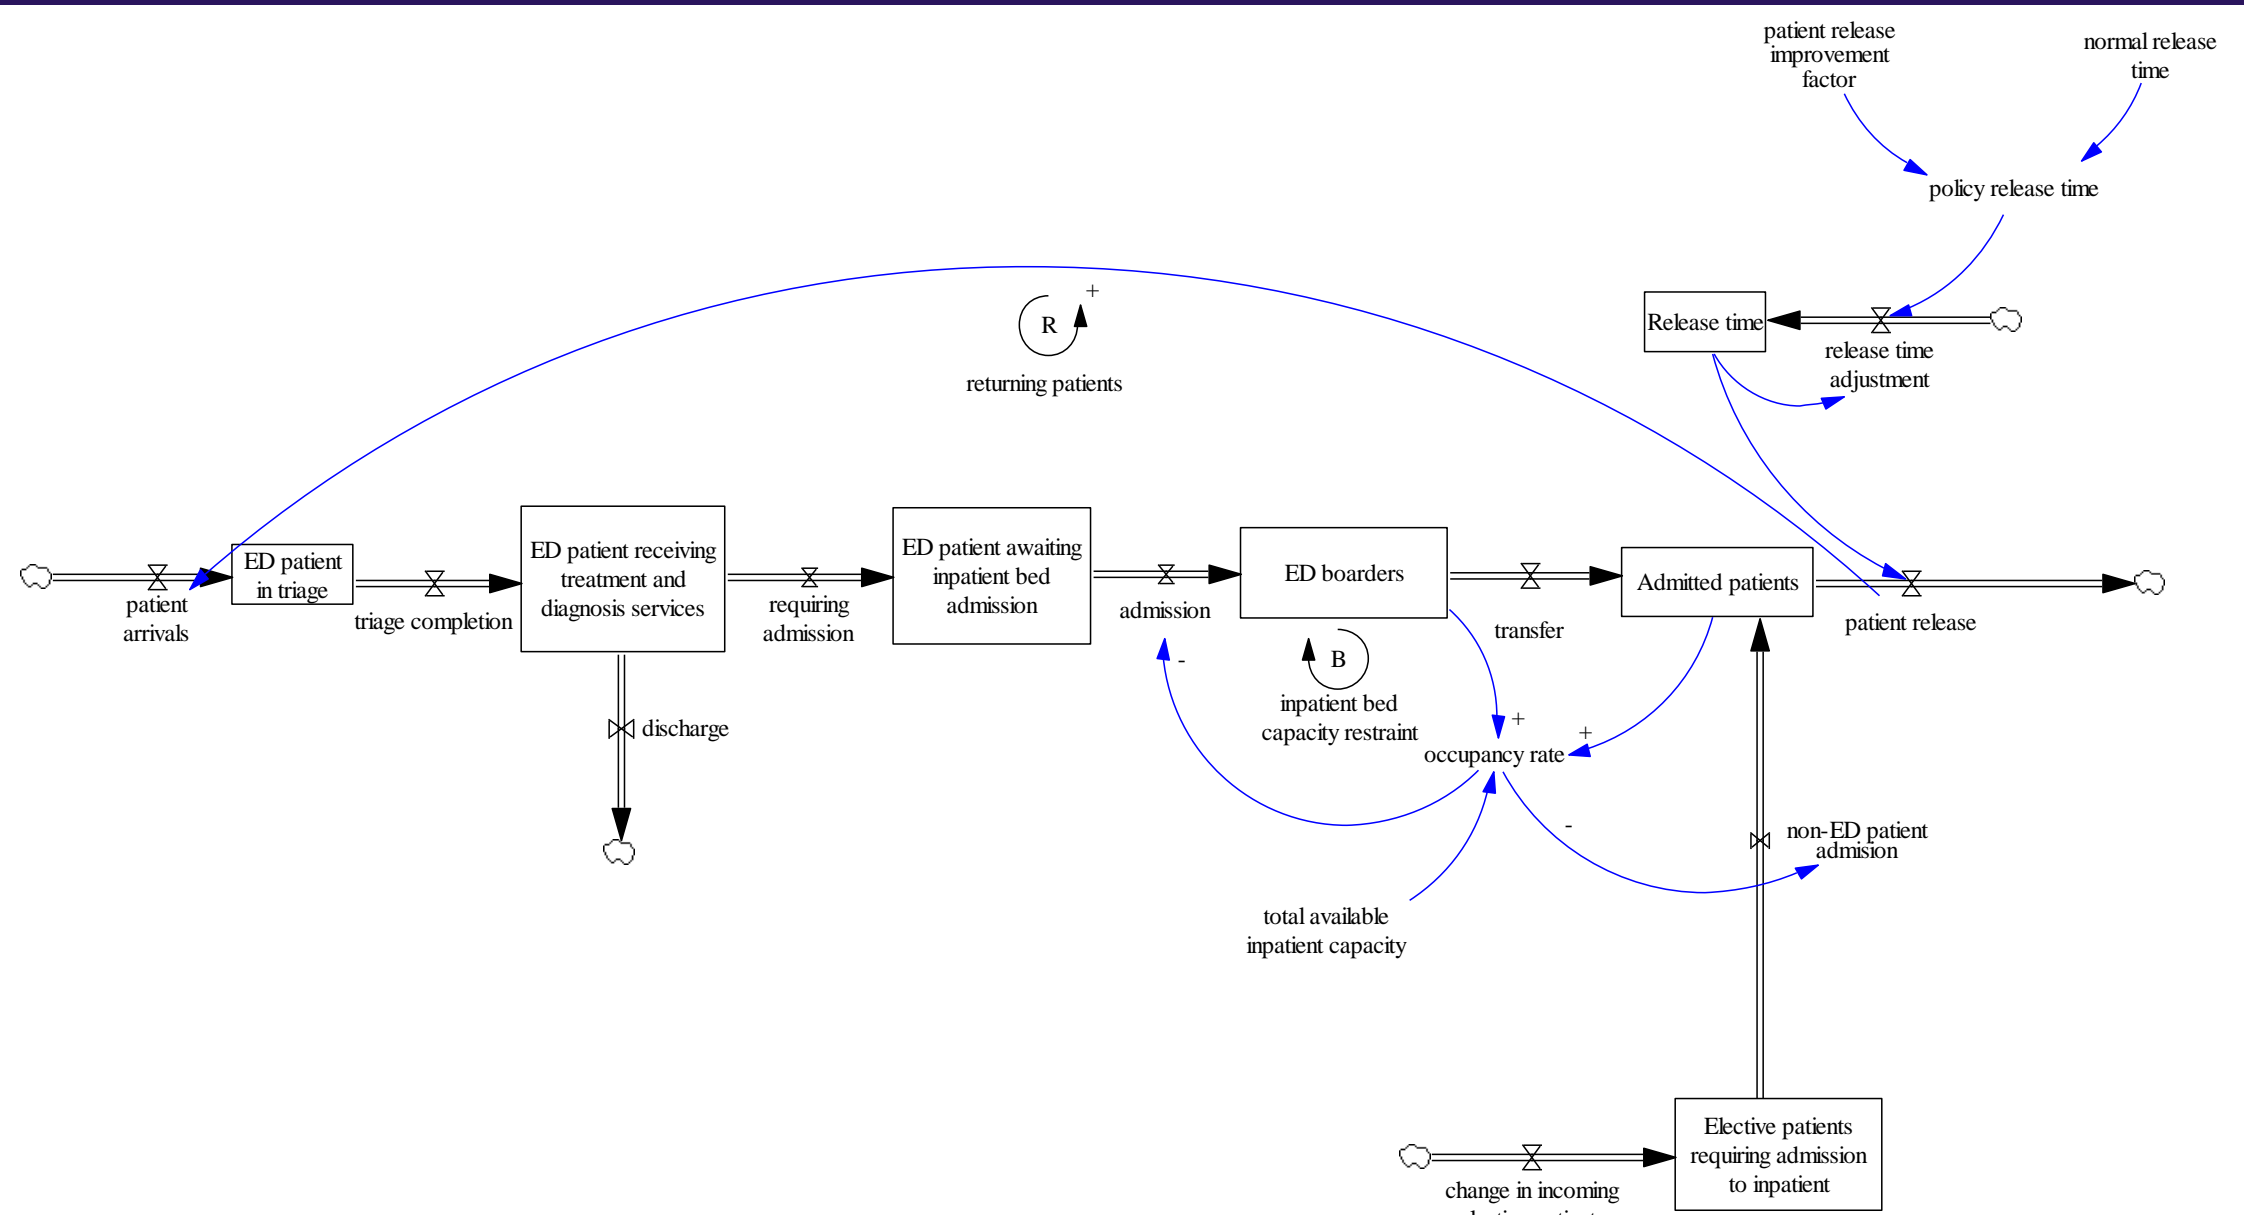 patient release
improvement
factor
normal release
time
policy release time
+
R
returning patients
Release time
release time
adjustment
ED patient
in triage
patient
arrivals
triage completion
ED patient receiving
treatment and
diagnosis services
requiring
admission
ED patient awaiting
inpatient bed
admission
admission
ED boarders
transfer
Admitted patients
patient release
-
B
inpatient bed
capacity restraint
discharge
+
+
occupancy rate
-
non-ED patient
admision
total available
inpatient capacity
Elective patients
requiring admission
to inpatient
change in incoming